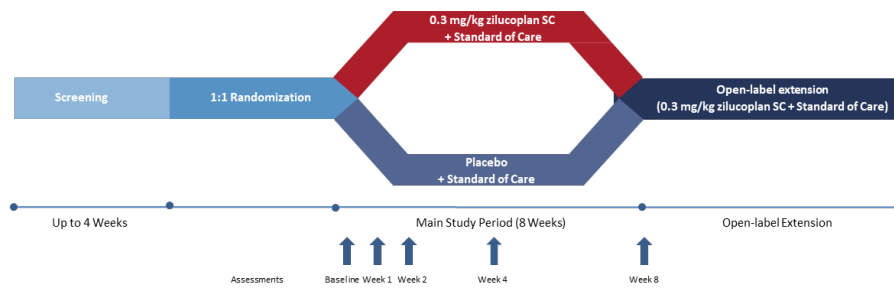 0.3 mg/kg zilucoplan SC
+ Standard of Care
Screening
1:1 Randomization
Open-label extension
(0.3 mg/kg zilucoplan SC + Standard of Care)
Placebo
+ Standard of Care
Up to 4 Weeks
Main Study Period (8 Weeks)
Open-label Extension
Assessments
Baseline
Week 1
Week 2
Week 4
Week 8